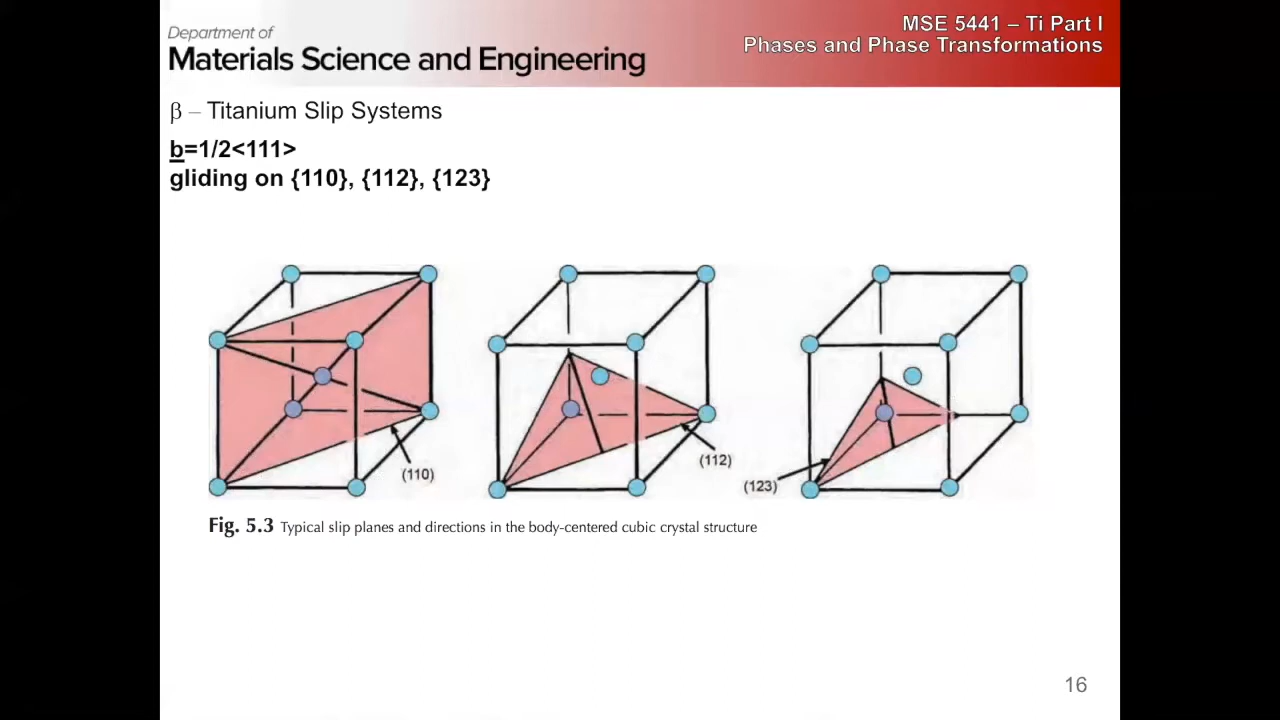 Department of
Materials Science and Engineering
MSE 5441 – Ti Part I
Phases and Phase Transformations
β – Titanium Slip Systems
b=1/2<111>
gliding on {110}, {112}, {123}
(110)
(112)
(123)
Fig. 5.3 Typical slip planes and directions in the body-centered cubic crystal structure
16